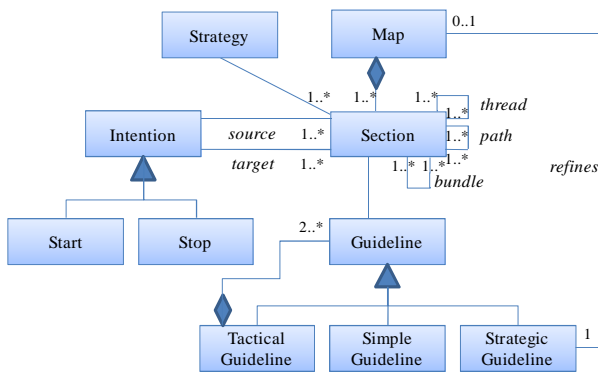 0..1
Strategy
Map
1..*
1..*
1..*
thread
1..*
Intention
source
1..*
Section
1..*
path
target
1..*
1..*
1..*
1..*
refines
bundle
Start
Stop
2..*
Guideline
Tactical
Guideline
Simple
Guideline
Strategic
Guideline
1